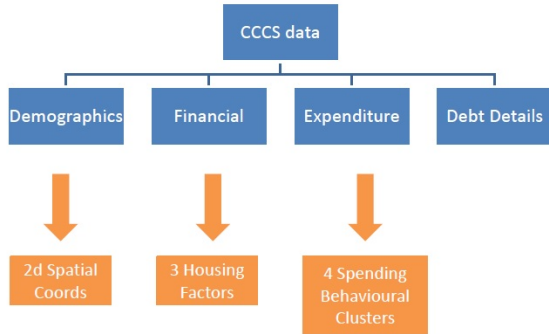 CCCS data
Demographics
Financial
Expenditure
Debt Details
2d Spatial
Coords
3 Housing
Factors
4 Spending
Behavioural
Clusters